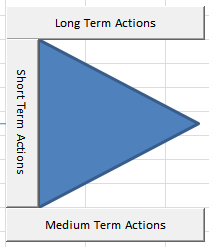 Long Term Actions
Short Term Actions
Medium Term Actions